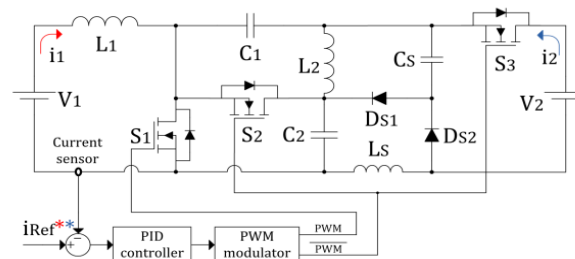 L1
C1
L2
CS
S3
i1
i2
V1
V2
S1
S2
C2
DS1
DS2
LS
Current
sensor
iRef**
−
+
PID
controller
PWM
modulator
PWM
PWM